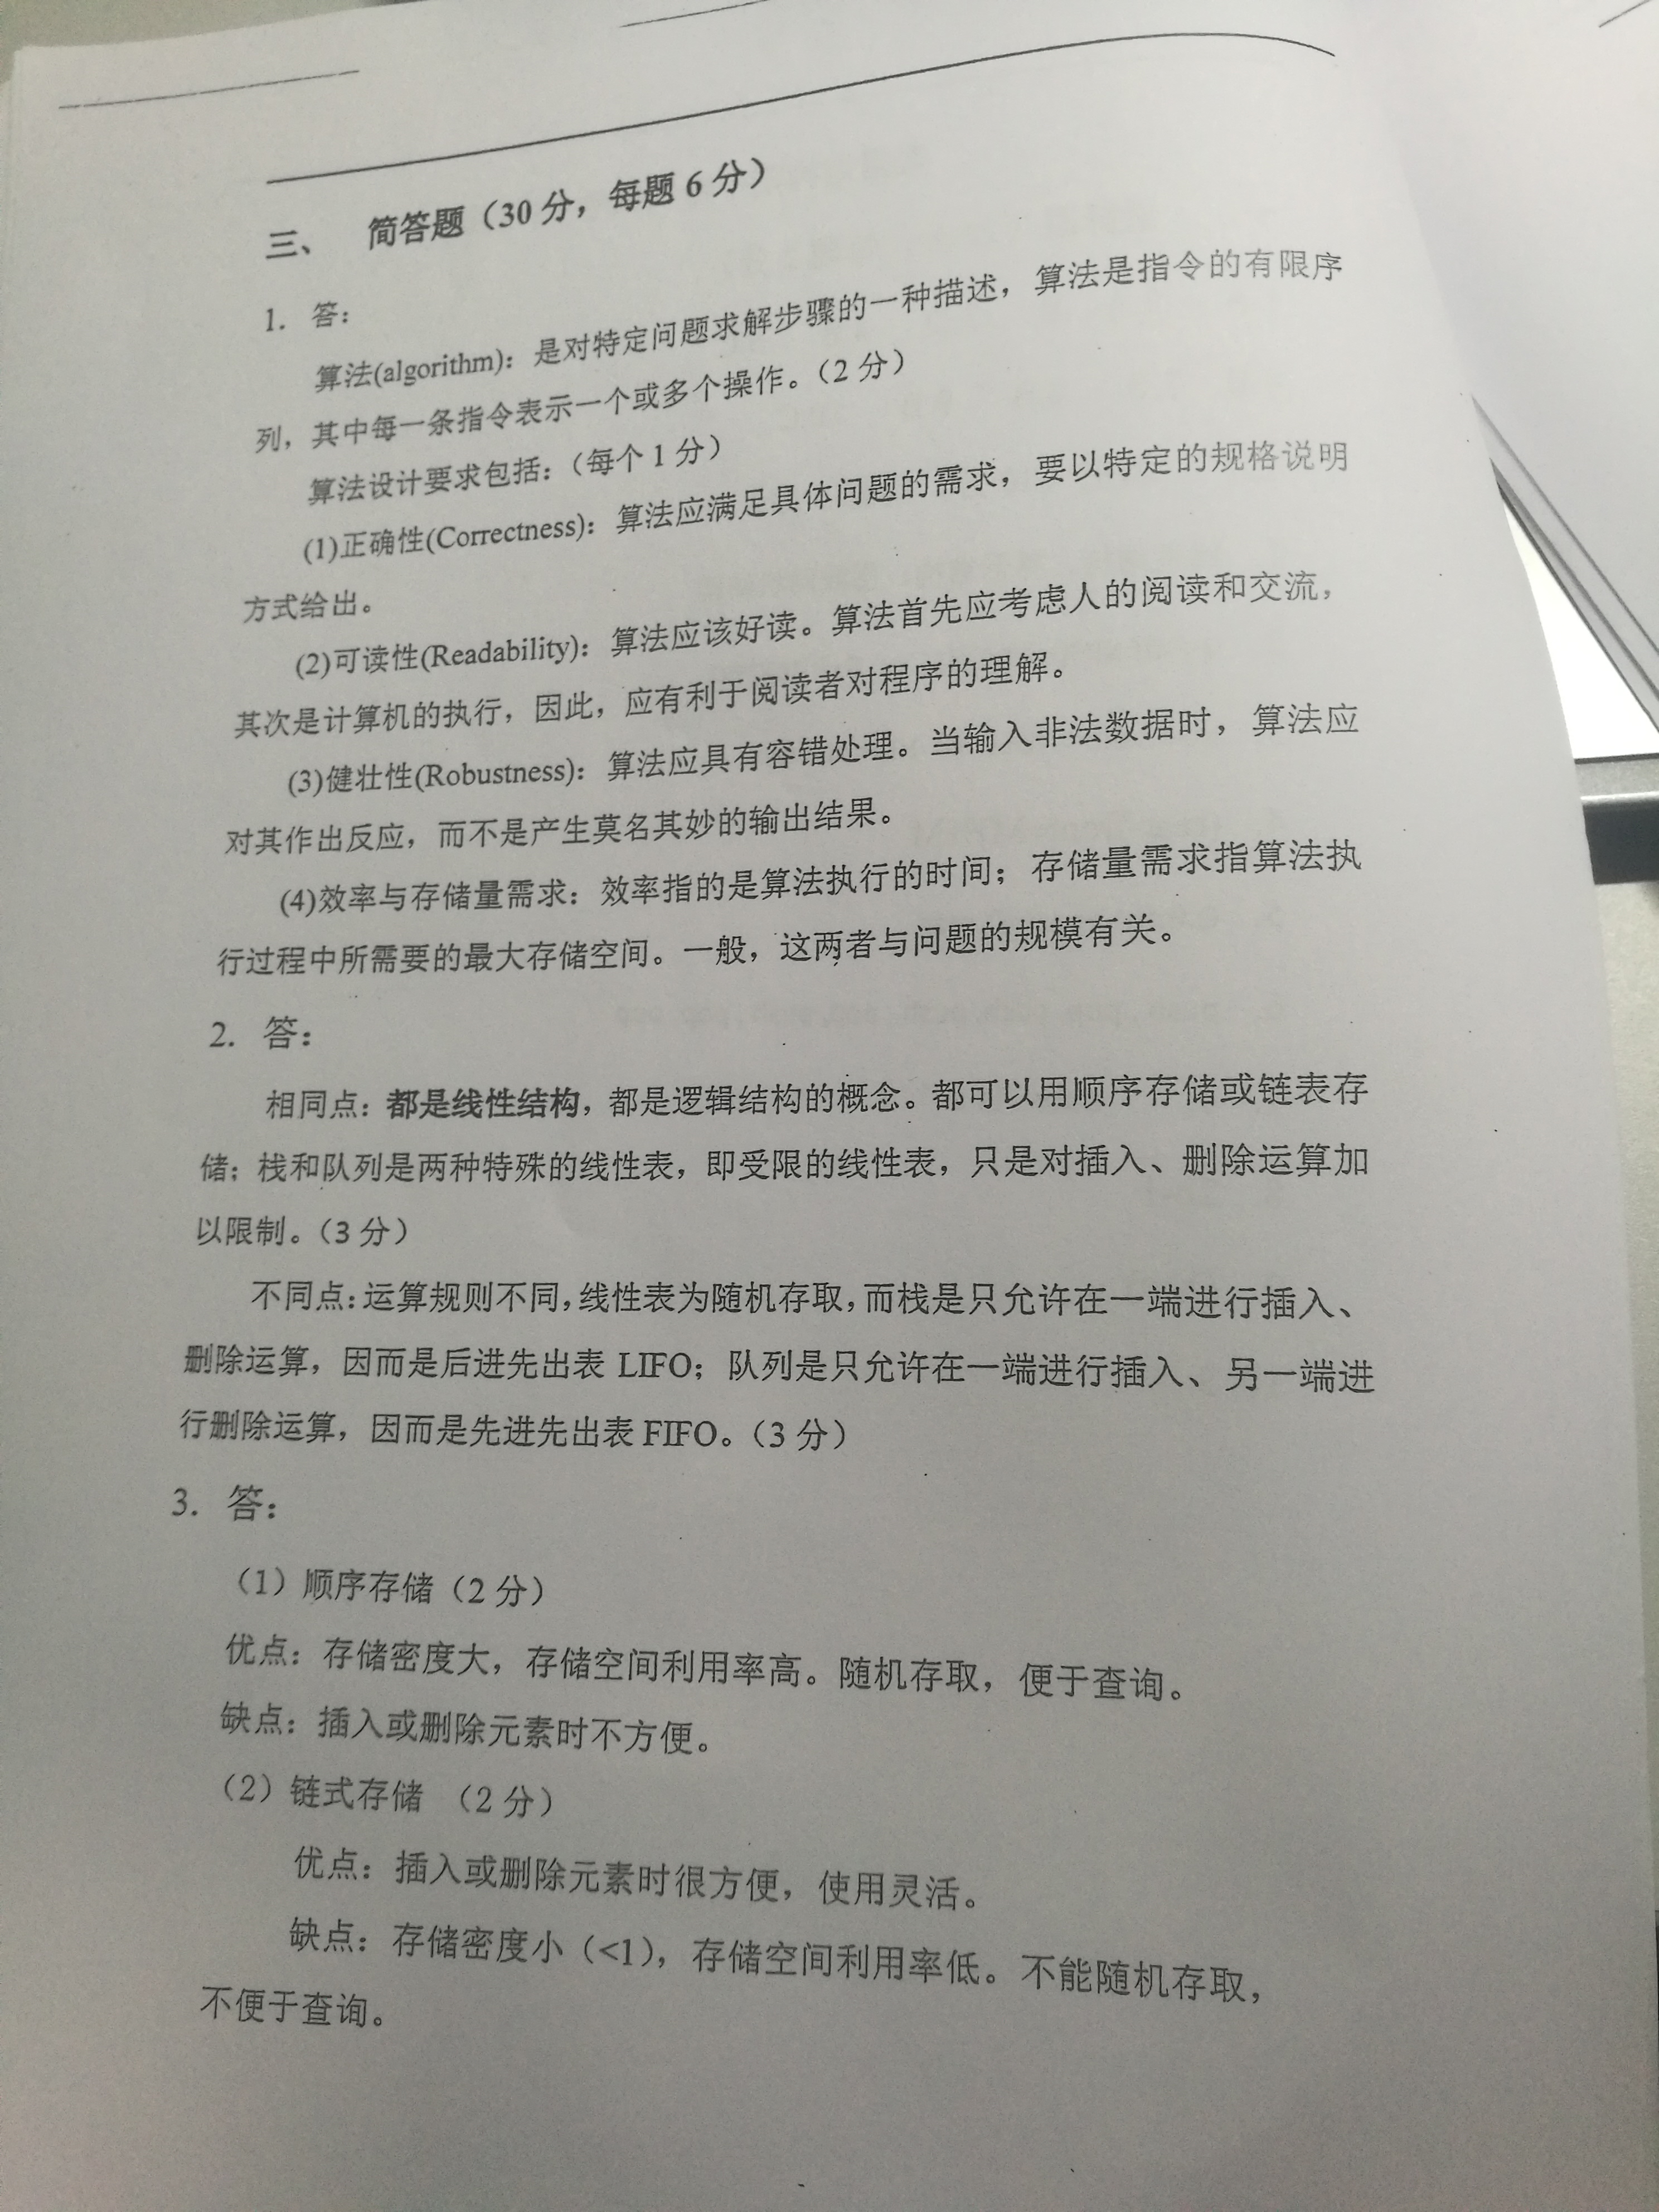 三、 简答题（30分，每题6分）
1. 答：
算法(algorithm)：是对特定问题求解步骤的一种描述，算法是指令的有限序
列，其中每一条指令表示一个或多个操作。（2分）
算法设计要求包括：（每个1分）
(1)正确性(Correctness)：算法应满足具体问题的需求，要以特定的规格说明
方式给出。
(2)可读性(Readability)：算法应该好读。算法首先应考虑人的阅读和交流，
其次是计算机的执行，因此，应有利于阅读者对程序的理解。
(3)健壮性(Robustness)：算法应具有容错处理。当输入非法数据时，算法应
对其作出反应，而不是产生莫名其妙的输出结果。
(4)效率与存储量需求：效率指的是算法执行的时间；存储量需求指算法执
行过程中所需要的最大存储空间。一般，这两者与问题的规模有关。
2. 答：
相同点：都是线性结构，都是逻辑结构的概念。都可以用顺序存储或链表存
储；栈和队列是两种特殊的线性表，即受限的线性表，只是对插入、删除运算加
以限制。（3分）
不同点：运算规则不同，线性表为随机存取，而栈是只允许在一端进行插入、
删除运算，因而是后进先出表 LIFO；队列是只允许在一端进行插入、另一端进
行删除运算，因而是先进先出表 FIFO。（3分）
3. 答：
（1）顺序存储（2分）
优点：存储密度大，存储空间利用率高。随机存取，便于查询。
缺点：插入或删除元素时不方便。
（2）链式存储 （2分）
优点：插入或删除元素时很方便，使用灵活。
缺点：存储密度小（<1），存储空间利用率低。不能随机存取，
不便于查询。